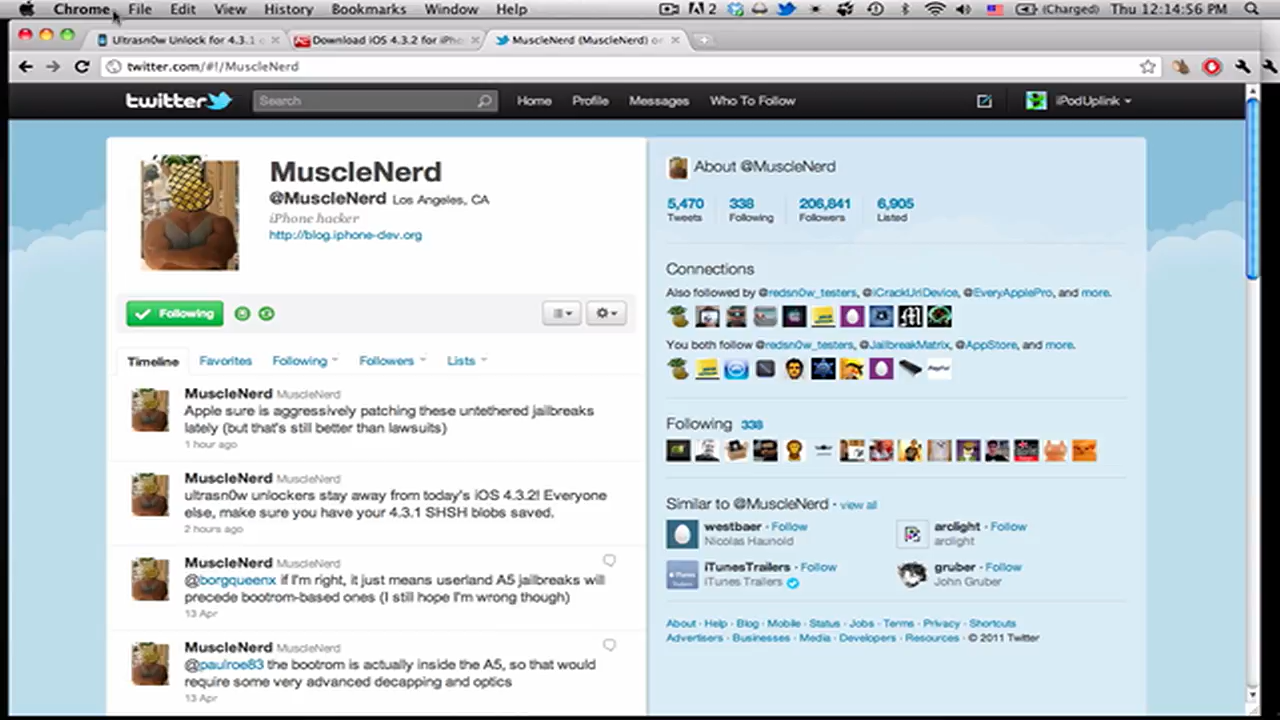 Chrome File Edit View History Bookmarks Window Help 2 (Charged) Thu 12:14:56 PM
Ultrasn0w Unlock for 4.3.1 Download iOS 4.3.2 for iPho MuscleNerd (MuscleNerd) o
twitter.com/#!/MuscleNerd
twitter Search Home Profile Messages Who To Follow iPodUplink
MuscleNerd
@MuscleNerd Los Angeles, CA
iPhone hacker
http://blog.iphone-dev.org
Following
Timeline Favorites Following Followers Lists
MuscleNerd MuscleNerd
Apple sure is aggressively patching these untethered jailbreaks
lately (but that's still better than lawsuits)
1 hour ago
MuscleNerd MuscleNerd
ultrasn0w unlockers stay away from today's iOS 4.3.2! Everyone
else, make sure you have your 4.3.1 SHSH blobs saved.
2 hours ago
MuscleNerd MuscleNerd
@borgqueenx if I'm right, it just means userland A5 jailbreaks will
precede bootrom-based ones (I still hope I'm wrong though)
13 Apr
MuscleNerd MuscleNerd
@paulroe83 the bootrom is actually inside the A5, so that would
require some very advanced decapping and optics
13 Apr
About @MuscleNerd
5,470 338 206,841 6,905
Tweets Following Followers Listed
Connections
Also followed by @redsn0w_testers, @iCrackUriDevice, @EveryApplePro, and more.
You both follow @redsn0w_testers, @JailbreakMatrix, @AppStore, and more.
PayPal
Following 338
Similar to @MuscleNerd · view all
westbaer · Follow
Nicolas Haunold
arclight · Follow
arclight
iTunesTrailers · Follow
iTunes Trailers
gruber · Follow
John Gruber
About · Help · Blog · Mobile · Status · Jobs · Terms · Privacy · Shortcuts
Advertisers · Businesses · Media · Developers · Resources · © 2011 Twitter